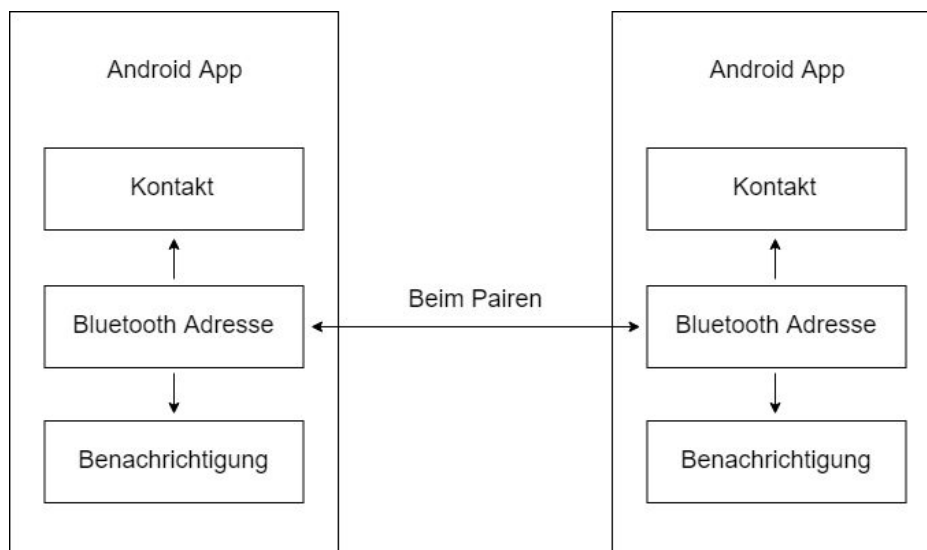 Android App
Kontakt
Bluetooth Adresse
Benachrichtigung
Beim Pairen
Android App
Kontakt
Bluetooth Adresse
Benachrichtigung